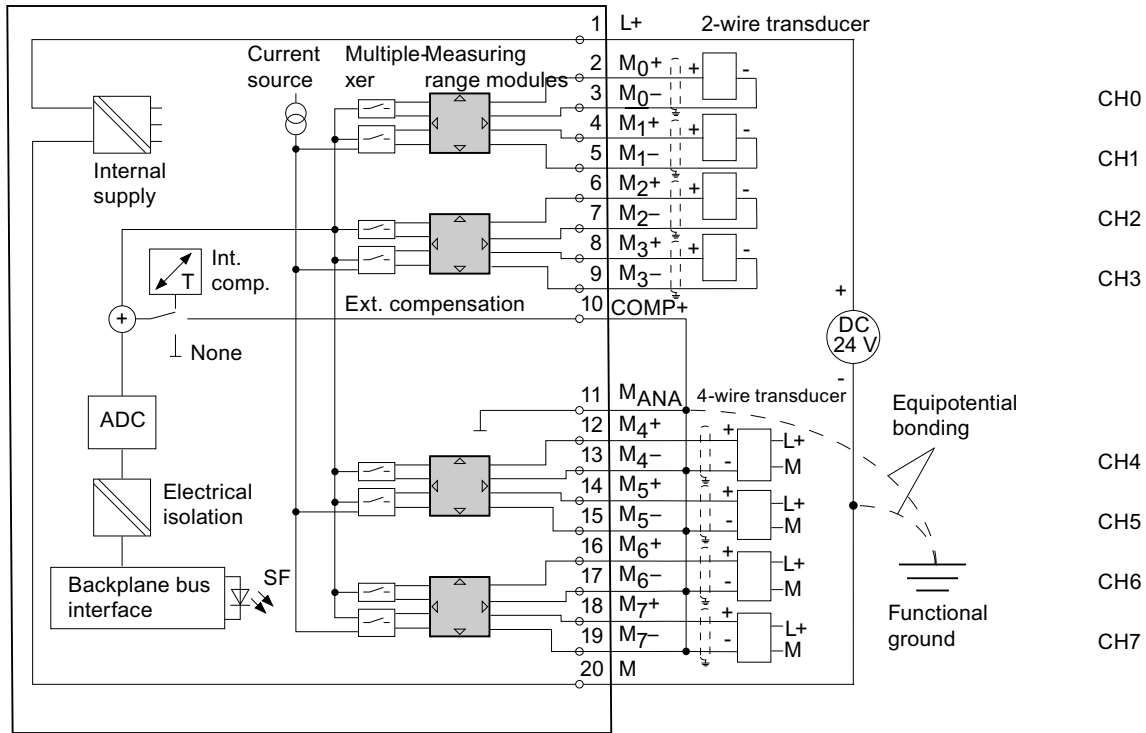 1 L+ 2-wire transducer
Current source
Multiple-xer
Measuring range modules
2 M0+ + -
3 M0- CH0
4 M1+ + -
5 M1- CH1
Internal supply
6 M2+ + -
7 M2- CH2
8 M3+ + -
9 M3- CH3
T
Int. comp.
10 COMP+
Ext. compensation
+
None
+
DC 24 V
-
11 MANA 4-wire transducer
Equipotential bonding
ADC
12 M4+ + L+
13 M4- - M CH4
14 M5+ + L+
15 M5- - M CH5
Electrical isolation
16 M6+ + L+
17 M6- - M CH6
Backplane bus interface
SF
18 M7+ + L+
19 M7- - M CH7
Functional ground
20 M